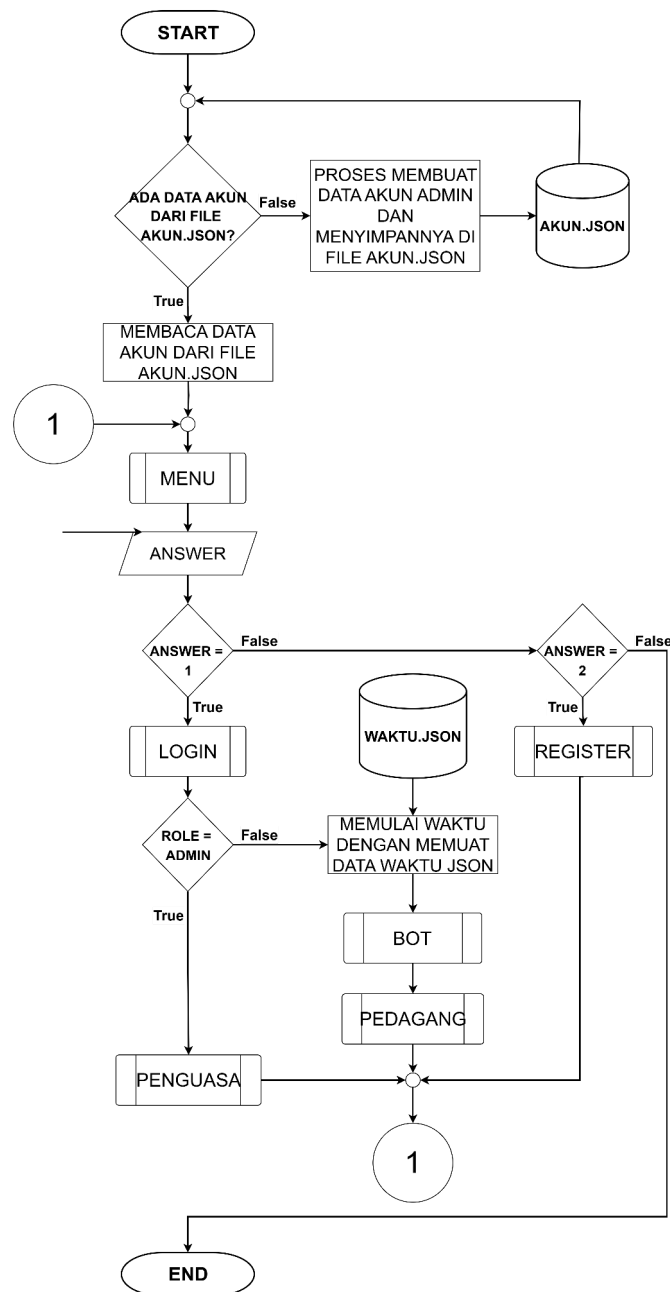 START
ADA DATA AKUN
DARI FILE
AKUN.JSON?
False
PROSES MEMBUAT
DATA AKUN ADMIN
DAN
MENYIMPANNYA DI
FILE AKUN.JSON
AKUN.JSON
True
MEMBACA DATA
AKUN DARI FILE
AKUN.JSON
1
MENU
ANSWER
ANSWER =
1
False
ANSWER =
2
False
True
True
LOGIN
WAKTU.JSON
REGISTER
ROLE =
ADMIN
False
MEMULAI WAKTU
DENGAN MEMUAT
DATA WAKTU JSON
True
BOT
PEDAGANG
PENGUASA
1
END